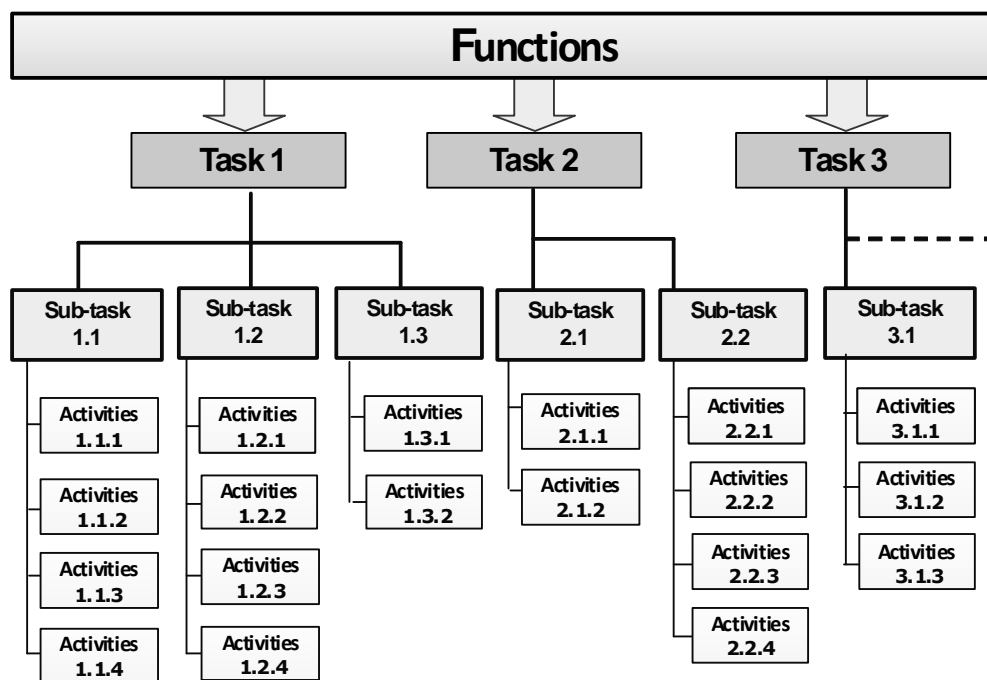 Functions
Task 1
Task 2
Task 3
Sub-task
1.1
Sub-task
1.2
Sub-task
1.3
Sub-task
2.1
Sub-task
2.2
Sub-task
3.1
Activities
1.1.1
Activities
1.1.2
Activities
1.1.3
Activities
1.1.4
Activities
1.2.1
Activities
1.2.2
Activities
1.2.3
Activities
1.2.4
Activities
1.3.1
Activities
1.3.2
Activities
2.1.1
Activities
2.1.2
Activities
2.2.1
Activities
2.2.2
Activities
2.2.3
Activities
2.2.4
Activities
3.1.1
Activities
3.1.2
Activities
3.1.3